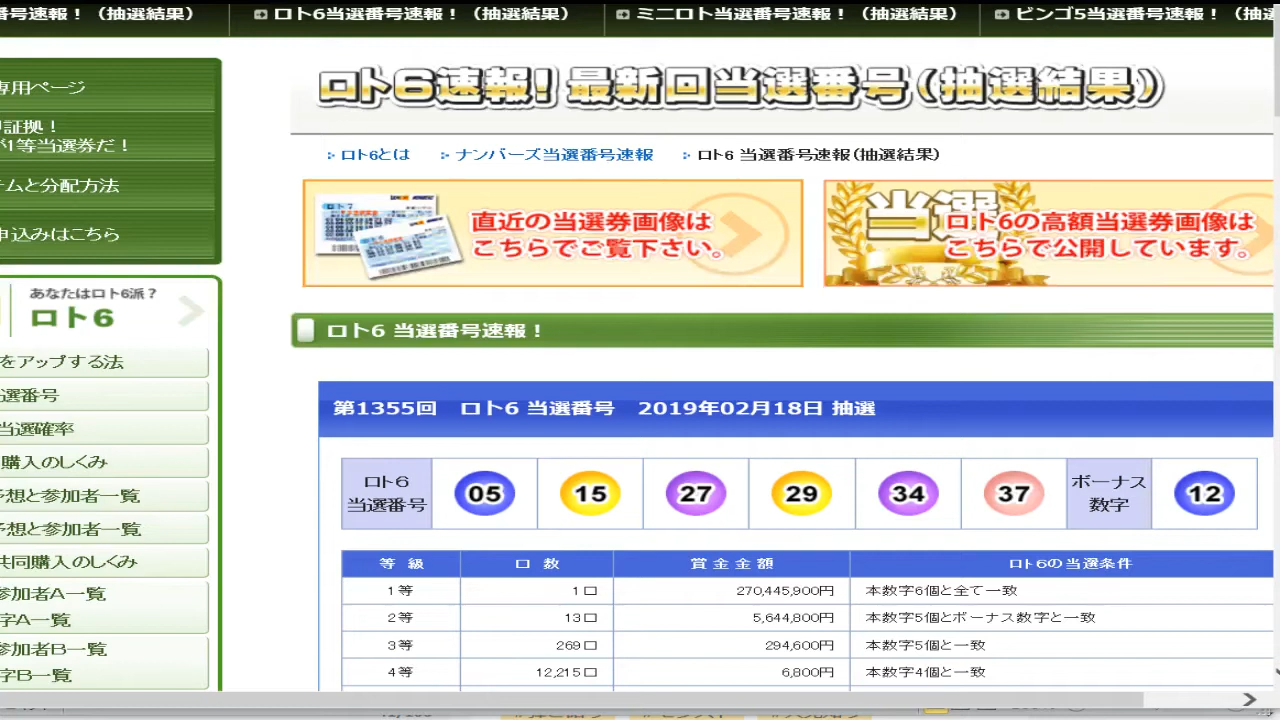 番号速報！（抽選結果）
ロト6当選番号速報！（抽選結果）
ミニロト当選番号速報！（抽選結果）
ビンゴ5当選番号速報！（抽選
専用ページ
証拠！
1等当選券だ！
テムと分配方法
申込みはこちら
あなたはロト6派？
ロト6
をアップする法
選番号
当選確率
購入のしくみ
予想と参加者一覧
予想と参加者一覧
共同購入のしくみ
参加者A一覧
字A一覧
参加者B一覧
字B一覧
ロト6速報！最新回当選番号（抽選結果）
ロト6とは
ナンバーズ当選番号速報
ロト6 当選番号速報（抽選結果）
直近の当選券画像は
こちらでご覧下さい。
当選
ロト6の高額当選券画像は
こちらで公開しています。
ロト6 当選番号速報！
第1355回 ロト6 当選番号 2019年02月18日 抽選
ロト6 当選番号 05 15 27 29 34 37 ボーナス数字 12
等級 口数 賞金金額 ロト6の当選条件
1等 1口 270,445,900円 本数字6個と全て一致
2等 13口 5,644,800円 本数字5個とボーナス数字と一致
3等 269口 294,600円 本数字5個と一致
4等 12,215口 6,800円 本数字4個と一致